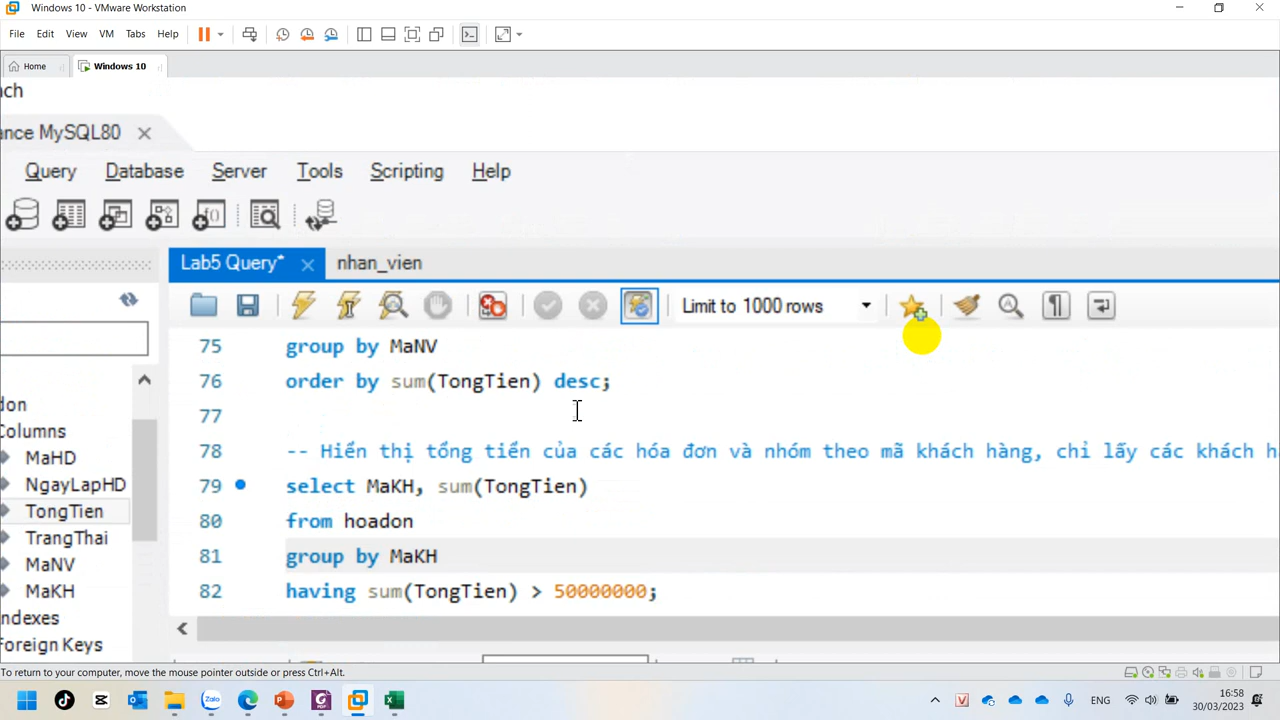 Windows 10 - VMware Workstation
File Edit View VM Tabs Help
Home Windows 10
ach
ance MySQL80
Query Database Server Tools Scripting Help
Lab5 Query* nhan_vien
Limit to 1000 rows
75 group by MaNV
76 order by sum(TongTien) desc;
77
78 -- Hiển thị tổng tiền của các hóa đơn và nhóm theo mã khách hàng, chỉ lấy các khách h
79 select MaKH, sum(TongTien)
80 from hoadon
81 group by MaKH
82 having sum(TongTien) > 50000000;
don
Columns
MaHD
NgayLapHD
TongTien
TrangThai
MaNV
MaKH
ndexes
Foreign Keys
To return to your computer, move the mouse pointer outside or press Ctrl+Alt.
Zalo
ENG
16:58
30/03/2023